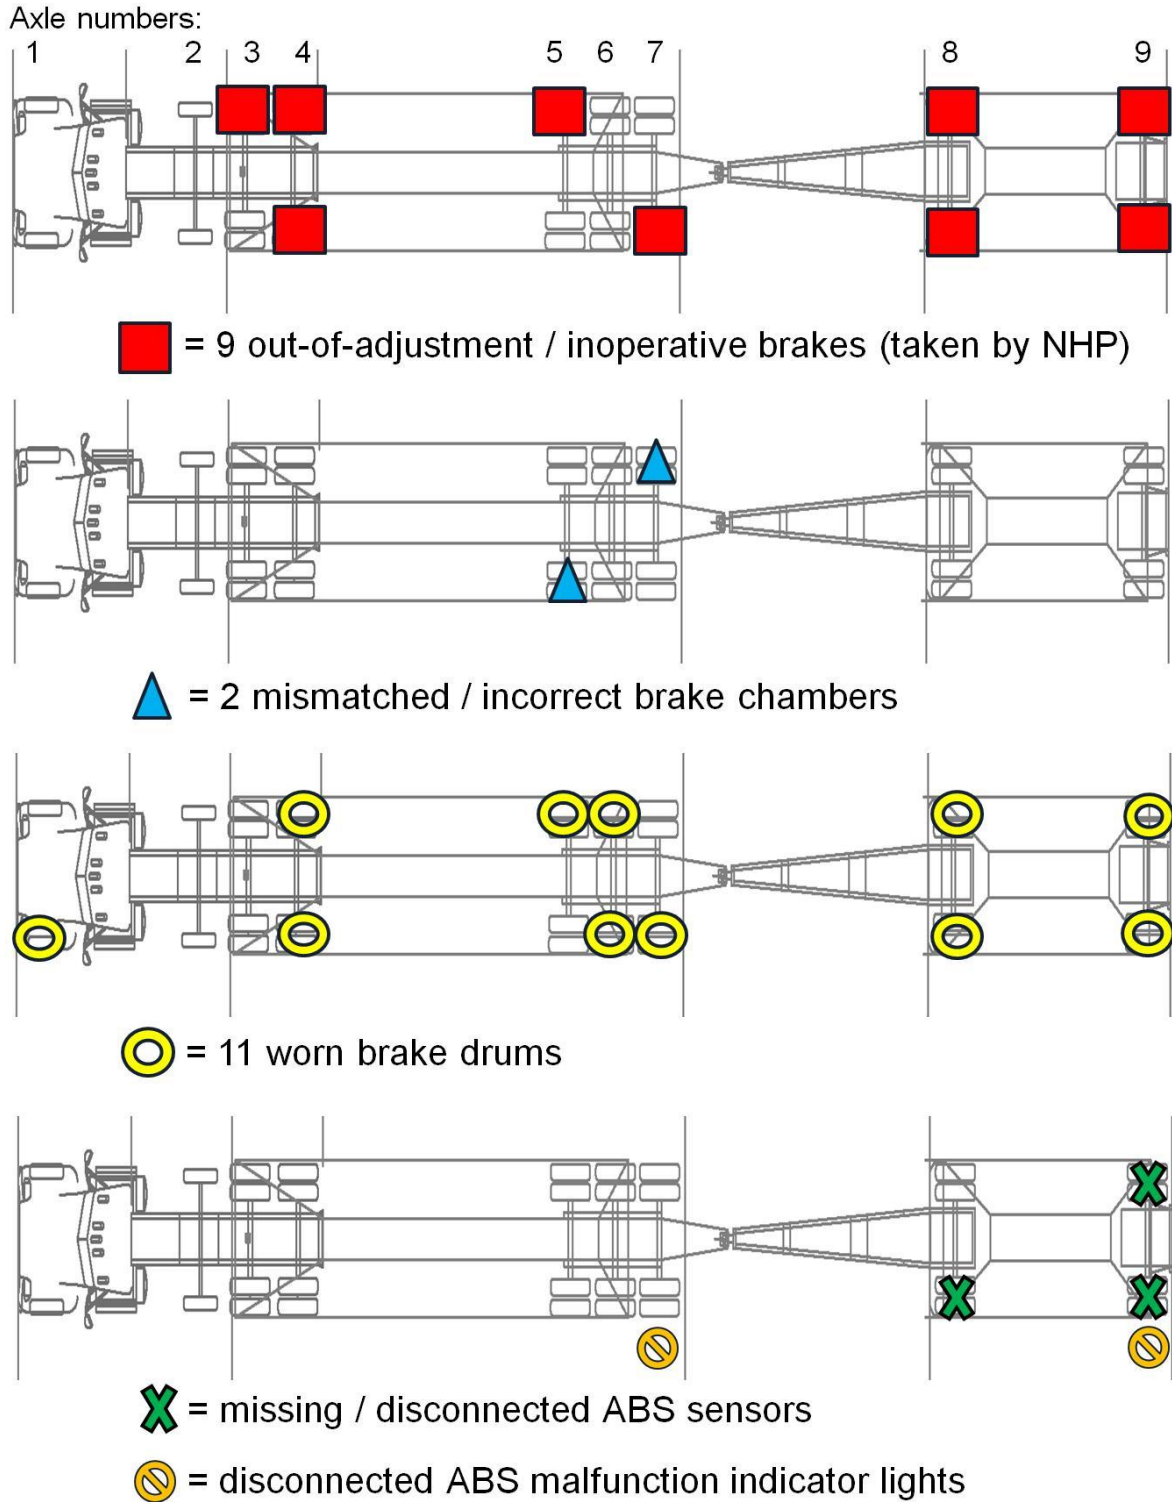 Axle numbers:
1 2 3 4 5 6 7 8 9
= 9 out-of-adjustment / inoperative brakes (taken by NHP)
= 2 mismatched / incorrect brake chambers
= 11 worn brake drums
= missing / disconnected ABS sensors
= disconnected ABS malfunction indicator lights